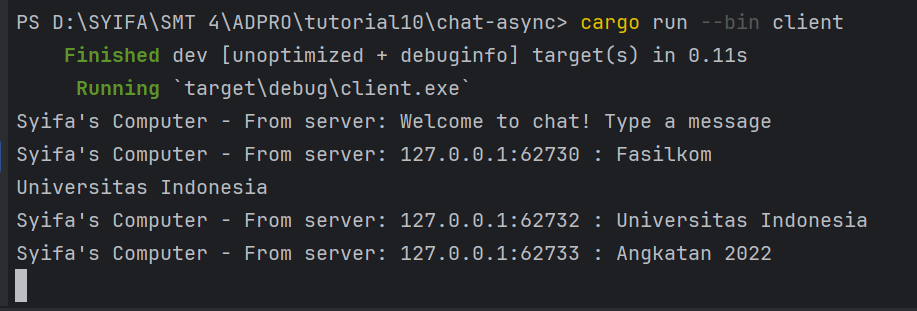 PS D:\SYIFA\SMT 4\ADPRO\tutorial10\chat-async> cargo run --bin client
Finished dev [unoptimized + debuginfo] target(s) in 0.11s
Running `target\debug\client.exe`
Syifa's Computer - From server: Welcome to chat! Type a message
Syifa's Computer - From server: 127.0.0.1:62730 : Fasilkom
Universitas Indonesia
Syifa's Computer - From server: 127.0.0.1:62732 : Universitas Indonesia
Syifa's Computer - From server: 127.0.0.1:62733 : Angkatan 2022